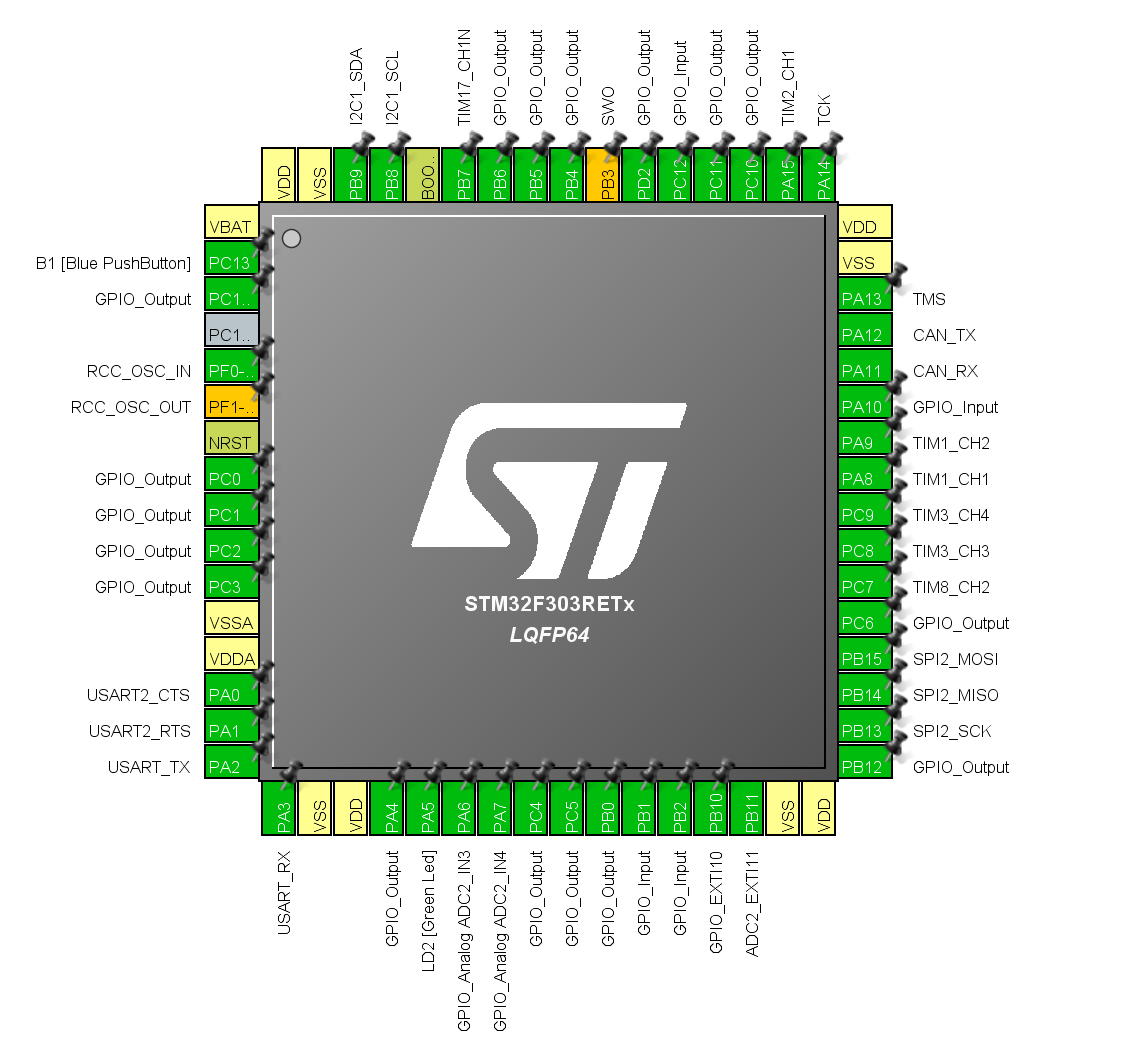 I2C1_SDA
I2C1_SCL
TIM17_CH1N
GPIO_Output
GPIO_Output
GPIO_Output
SWO
GPIO_Output
GPIO_Input
GPIO_Output
GPIO_Output
TIM2_CH1
TCK
VDD
VSS
PB9
PB8
BOO..
PB7
PB6
PB5
PB4
PB3
PD2
PC12
PC11
PC10
PA15
PA14
VBAT
B1 [Blue PushButton] PC13
GPIO_Output PC1..
PC1..
RCC_OSC_IN PF0-..
RCC_OSC_OUT PF1-..
NRST
GPIO_Output PC0
GPIO_Output PC1
GPIO_Output PC2
GPIO_Output PC3
VSSA
VDDA
USART2_CTS PA0
USART2_RTS PA1
USART_TX PA2
ST
STM32F303RETx
LQFP64
VDD
VSS
PA13 TMS
PA12 CAN_TX
PA11 CAN_RX
PA10 GPIO_Input
PA9 TIM1_CH2
PA8 TIM1_CH1
PC9 TIM3_CH4
PC8 TIM3_CH3
PC7 TIM8_CH2
PC6 GPIO_Output
PB15 SPI2_MOSI
PB14 SPI2_MISO
PB13 SPI2_SCK
PB12 GPIO_Output
PA3
VSS
VDD
PA4
PA5
PA6
PA7
PC4
PC5
PB0
PB1
PB2
PB10
PB11
VSS
VDD
USART_RX
GPIO_Output
LD2 [Green Led]
GPIO_Analog ADC2_IN3
GPIO_Analog ADC2_IN4
GPIO_Output
GPIO_Output
GPIO_Output
GPIO_Input
GPIO_Input
GPIO_EXTI10
ADC2_EXTI11